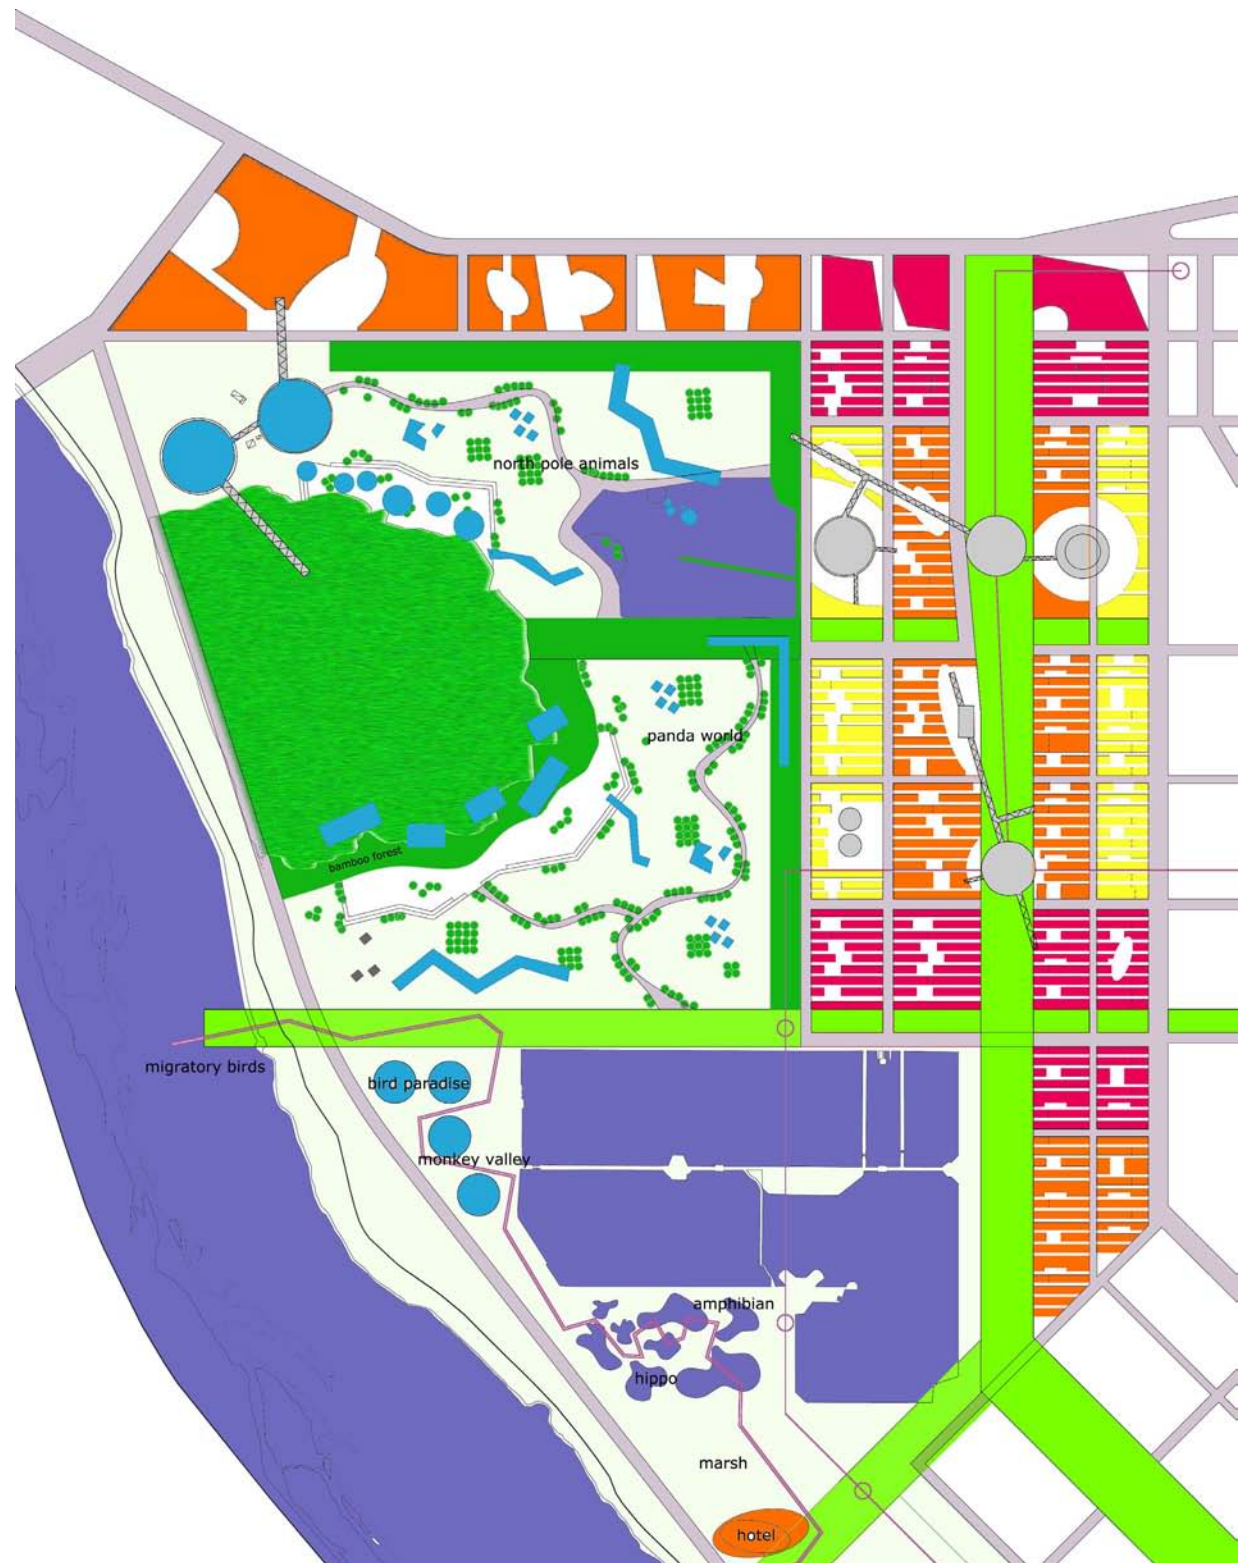 north pole animals
panda world
bamboo forest
migratory birds
bird paradise
monkey valley
amphibian
hippo
marsh
hotel